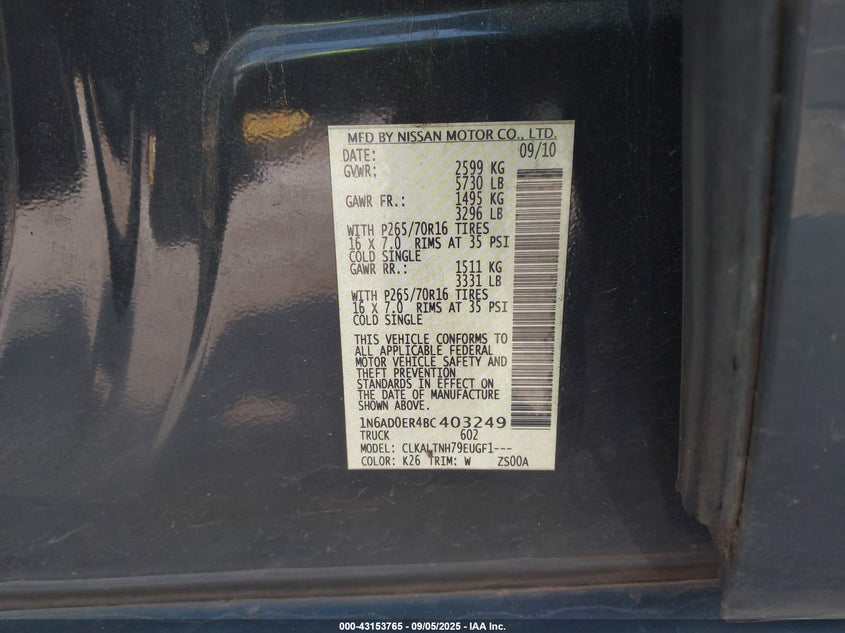 MFD BY NISSAN MOTOR CO., LTD.
DATE: 09/10
GVWR: 2599 KG
5730 LB
GAWR FR.: 1495 KG
3296 LB
WITH P265/70R16 TIRES
16 X 7.0 RIMS AT 35 PSI
COLD SINGLE
GAWR RR.: 1511 KG
3331 LB
WITH P265/70R16 TIRES
16 X 7.0 RIMS AT 35 PSI
COLD SINGLE
THIS VEHICLE CONFORMS TO
ALL APPLICABLE FEDERAL
MOTOR VEHICLE SAFETY AND
THEFT PREVENTION
STANDARDS IN EFFECT ON
THE DATE OF MANUFACTURE
SHOWN ABOVE.
1N6AD0ER4BC403249
TRUCK 602
MODEL: CLKALTNH79EUGF1---
COLOR: K26 TRIM: W ZS00A
000-43153765 - 09/05/2025 - IAA Inc.